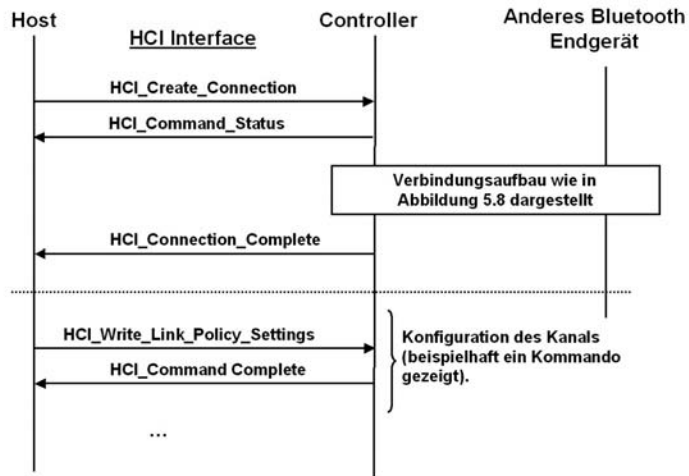 Host
Controller
Anderes Bluetooth
Endgerät
HCI Interface
HCI_Create_Connection
HCI_Command_Status
Verbindungsaufbau wie in
Abbildung 5.8 dargestellt
HCI_Connection_Complete
HCI_Write_Link_Policy_Settings
Konfiguration des Kanals
(beispielhaft ein Kommando
gezeigt).
HCI_Command Complete
...